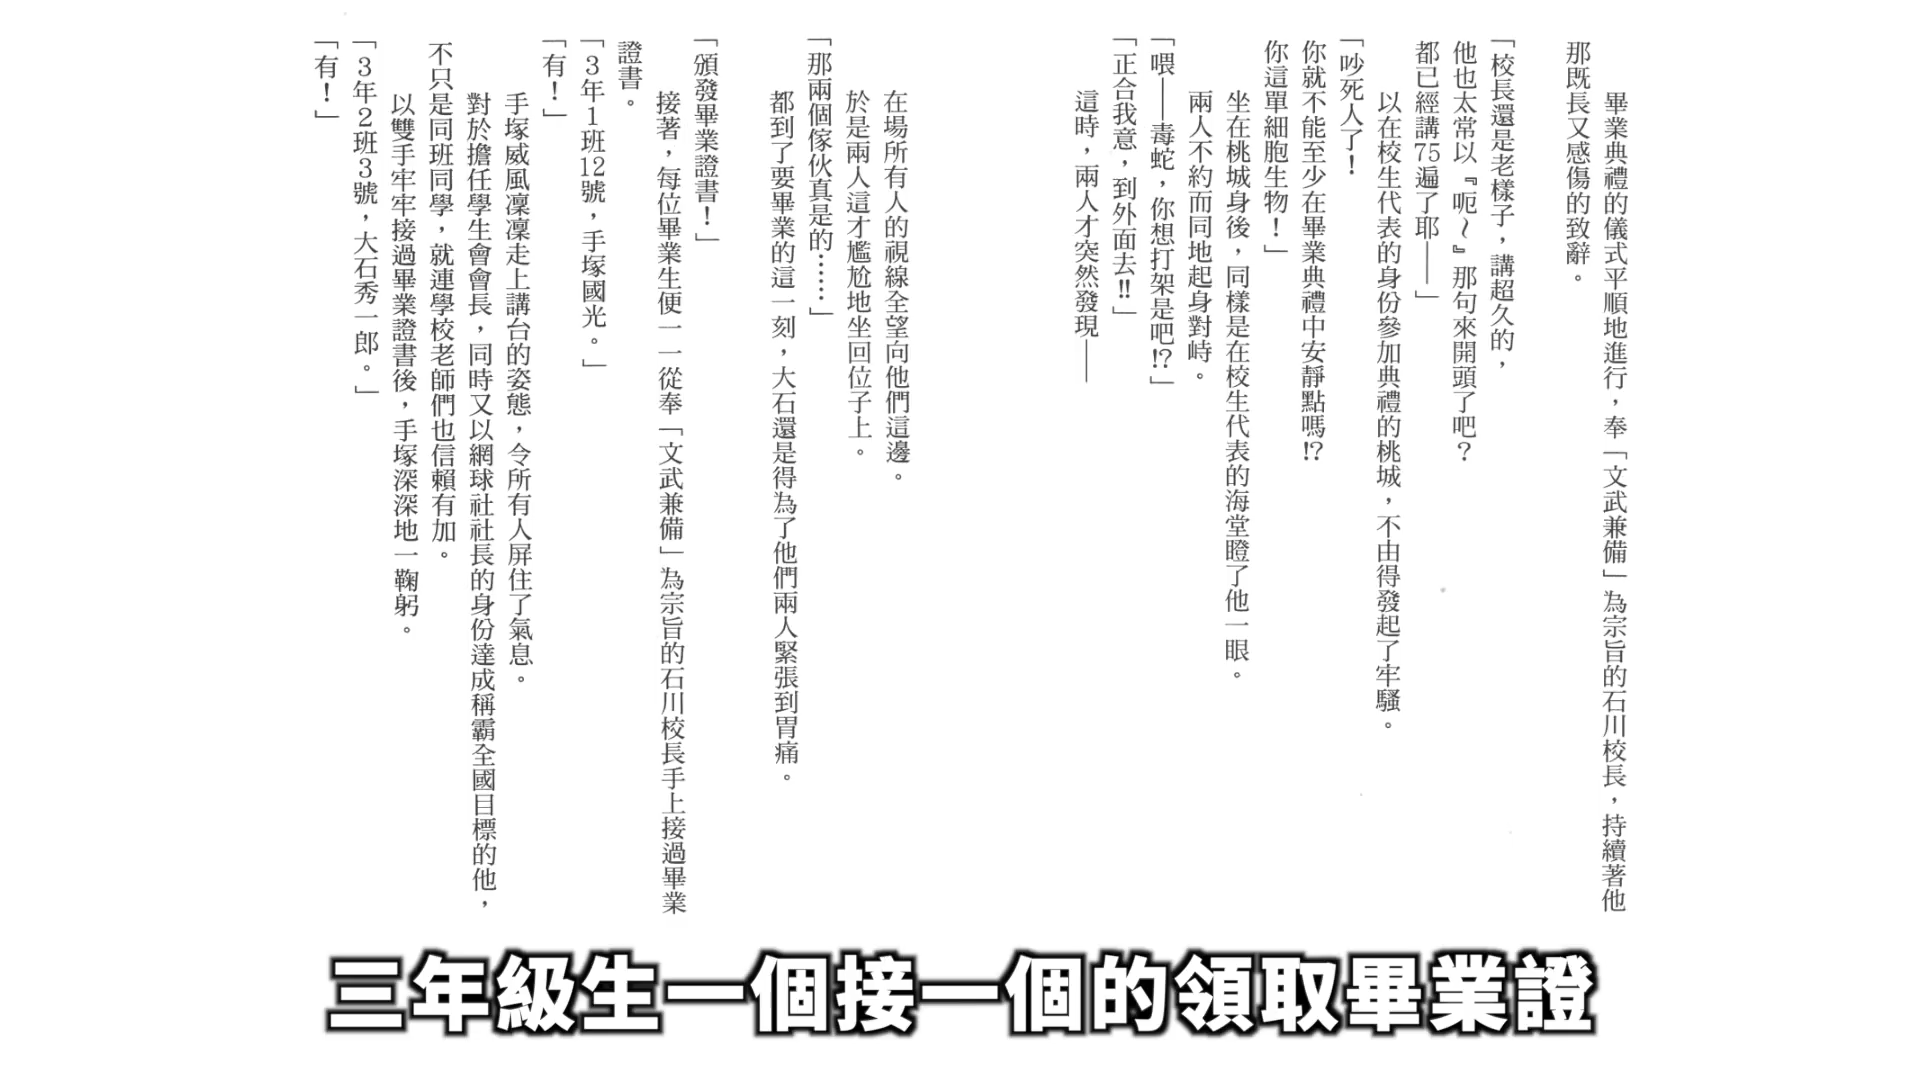 畢業典禮的儀式平順地進行，奉「文武兼備」為宗旨的石川校長，持續著他
那既長又感傷的致辭。
「校長還是老樣子，講超久的，
他也太常以『呃～』那句來開頭了吧？
都已經講75遍了耶——」
以在校生代表的身份參加典禮的桃城，不由得發起了牢騷。
「吵死人了！
你就不能至少在畢業典禮中安靜點嗎!?
你這單細胞生物！」
坐在桃城身後，同樣是在校生代表的海堂瞪了他一眼。
兩人不約而同地起身對峙。
「喂——毒蛇，你想打架是吧!?」
「正合我意，到外面去!!」
這時，兩人才突然發現——
在場所有人的視線全望向他們這邊。
於是兩人這才尷尬地坐回位子上。
「那兩個傢伙真是的……」
都到了要畢業的這一刻，大石還是得為了他們兩人緊張到胃痛。
「頒發畢業證書！」
接著，每位畢業生便一一從奉「文武兼備」為宗旨的石川校長手上接過畢業
證書。
「3年1班12號，手塚國光。」
「有！」
手塚威風凜凜走上講台的姿態，令所有人屏住了氣息。
對於擔任學生會會長，同時又以網球社社長的身份達成稱霸全國目標的他，
不只是同班同學，就連學校老師們也信賴有加。
以雙手牢牢接過畢業證書後，手塚深深地一鞠躬。
「3年2班3號，大石秀一郎。」
「有！」
三年級生一個接一個的領取畢業證